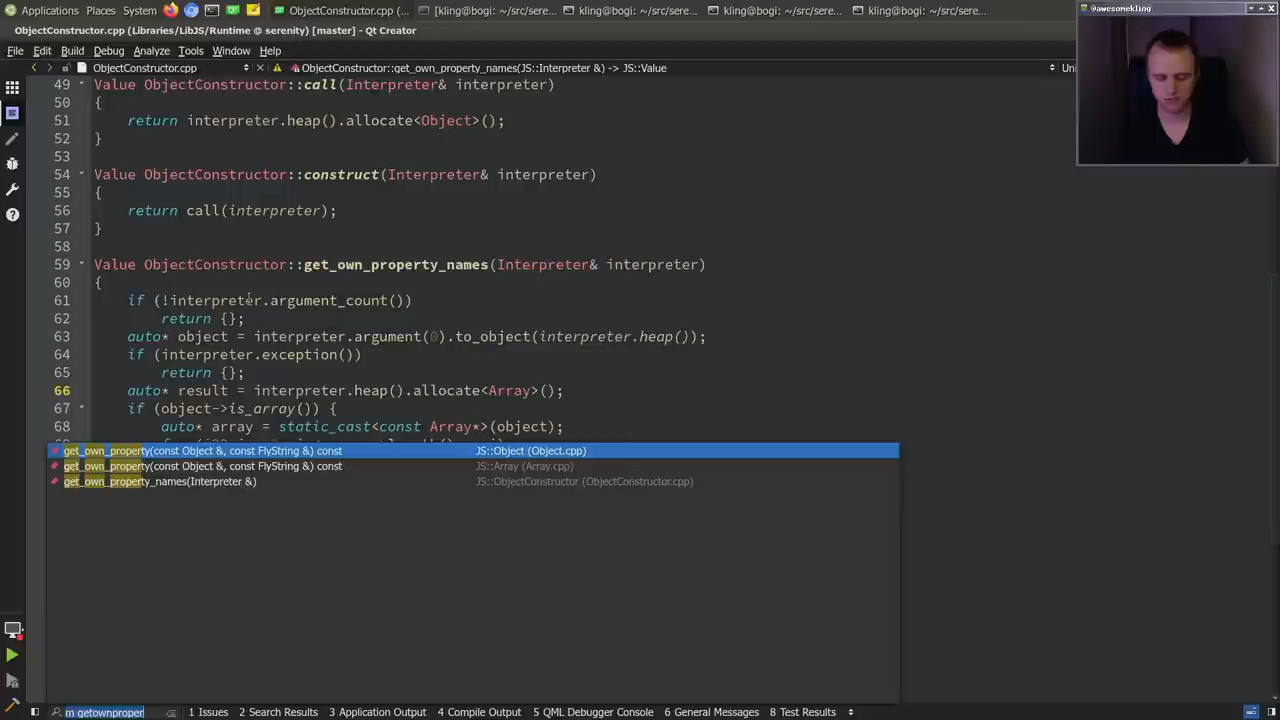 Applications Places System
ObjectConstructor.cpp (...
[kling@bogi: ~/src/sere...
kling@bogi: ~/src/seren...
kling@bogi: ~/src/seren...
kling@bogi: ~/src/seren...
@awesomekling
ObjectConstructor.cpp (Libraries/LibJS/Runtime @ serenity) [master] - Qt Creator
File Edit Build Debug Analyze Tools Window Help
ObjectConstructor.cpp
ObjectConstructor::get_own_property_names(JS::Interpreter &) -> JS::Value
49 Value ObjectConstructor::call(Interpreter& interpreter)
50 {
51 return interpreter.heap().allocate<Object>();
52 }
53
54 Value ObjectConstructor::construct(Interpreter& interpreter)
55 {
56 return call(interpreter);
57 }
58
59 Value ObjectConstructor::get_own_property_names(Interpreter& interpreter)
60 {
61 if (!interpreter.argument_count())
62 return {};
63 auto* object = interpreter.argument(0).to_object(interpreter.heap());
64 if (interpreter.exception())
65 return {};
66 auto* result = interpreter.heap().allocate<Array>();
67 if (object->is_array()) {
68 auto* array = static_cast<const Array*>(object);
get_own_property(const Object &, const FlyString &) const JS::Object (Object.cpp)
get_own_property(const Object &, const FlyString &) const JS::Array (Array.cpp)
get_own_property_names(Interpreter &) JS::ObjectConstructor (ObjectConstructor.cpp)
m getownproper
1 Issues 2 Search Results 3 Application Output 4 Compile Output 5 QML Debugger Console 6 General Messages 8 Test Results